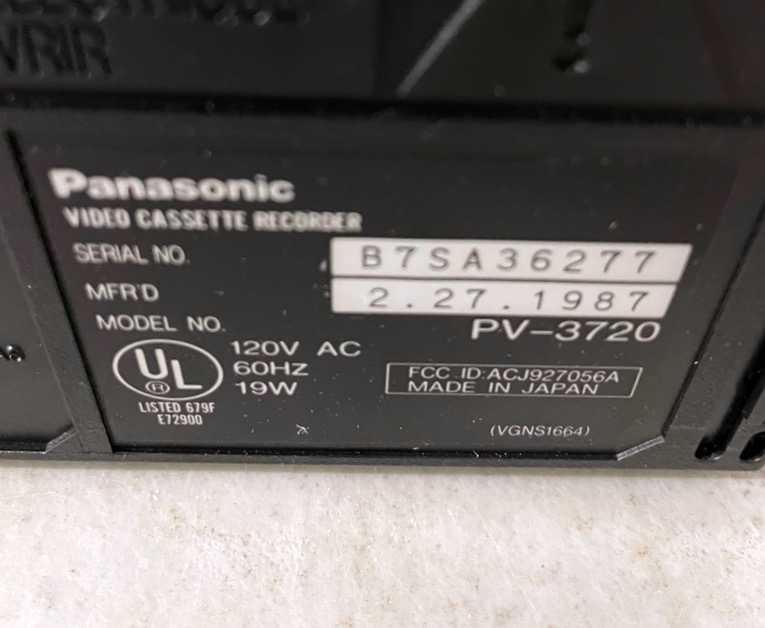 Panasonic
VIDEO CASSETTE RECORDER
SERIAL NO. B7SA36277
MFR'D 2.27.1987
MODEL NO. PV-3720
UL
LISTED 679F
E72900
120V AC
60HZ
19W
FCC ID:ACJ927056A
MADE IN JAPAN
(VGNS1664)